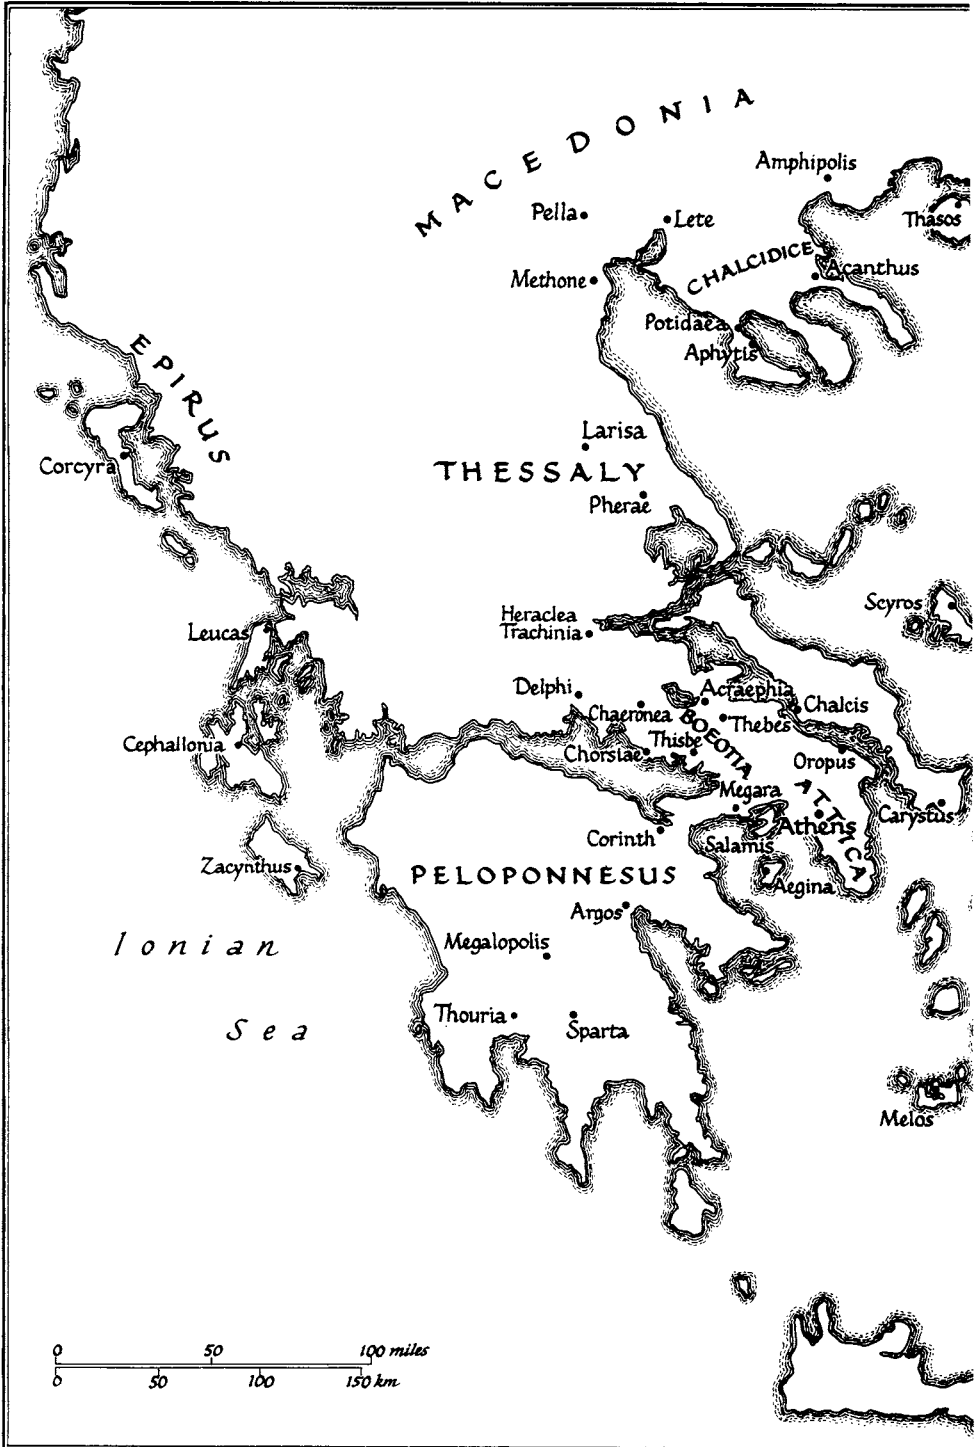 MACEDONIA
Amphipolis
Pella
Lete
Thasos
CHALCIDICE
Acanthus
Methone
Potidaea
Aphytis
EPIRUS
Larisa
Corcyra
THESSALY
Pherae
Scyros
Heraclea
Trachinia
Leucas
Delphi
Acraephia
Chaeronea
BOEOTIA
Chalcis
Thebes
Cephallonia
Thisbe
Chorsiae
Oropus
Megara
ATTICA
Carystus
Athens
Corinth
Salamis
Zacynthus
PELOPONNESUS
Aegina
Argos
Ionian
Megalopolis
Thouria
Sparta
Sea
Melos
0 50 100 miles
0 50 100 150 km